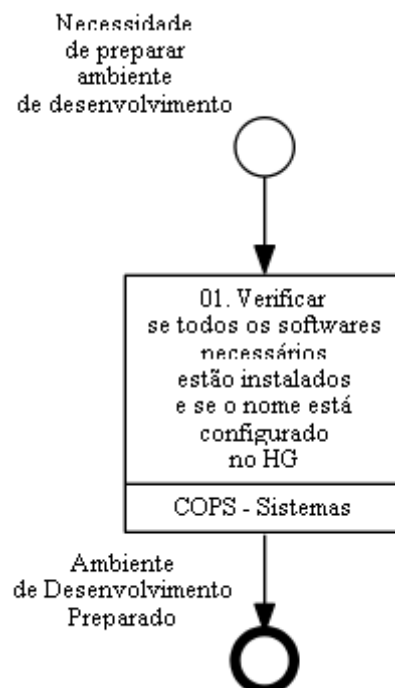 Necessidade
de preparar
ambiente
de desenvolvimento
01. Verificar
se todos os softwares
necessários
estão instalados
e se o nome está
configurado
no HG
COPS - Sistemas
Ambiente
de Desenvolvimento
Preparado